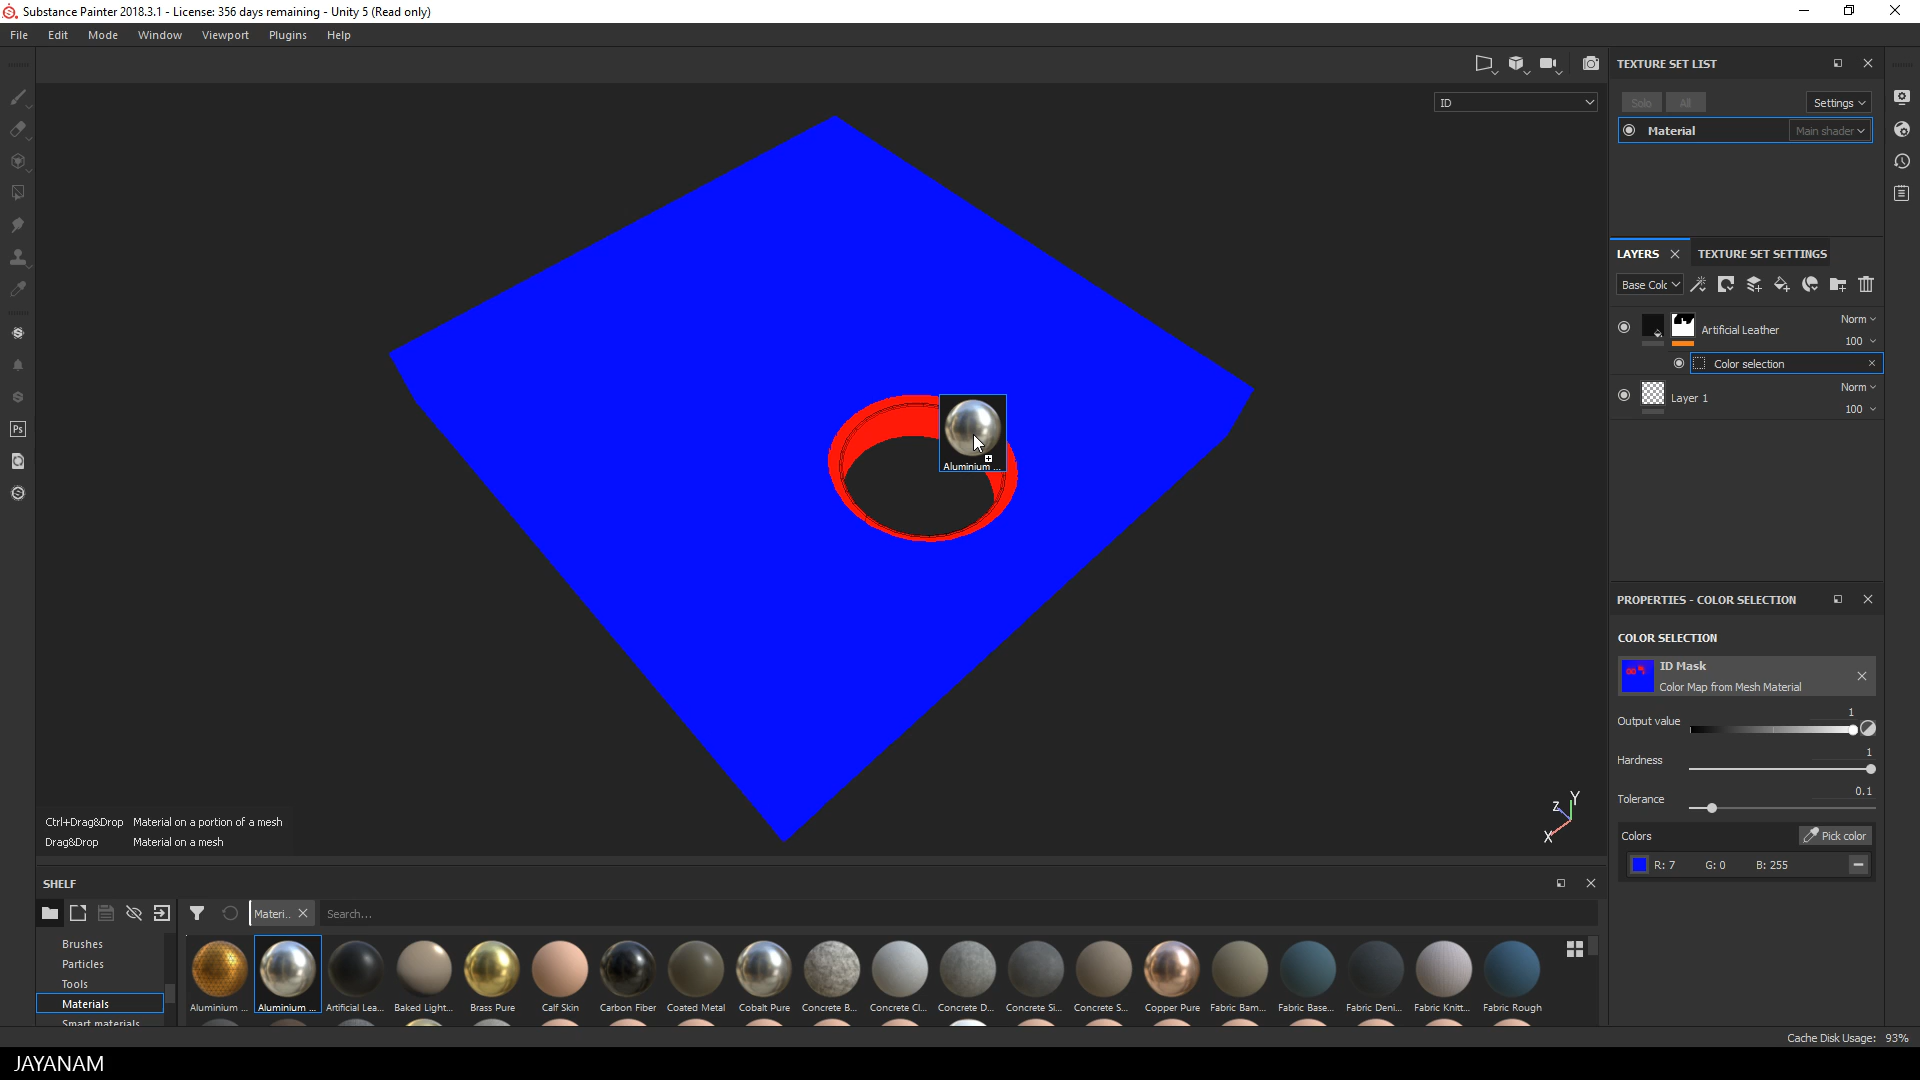 Substance Painter 2018.3.1 - License: 356 days remaining - Unity 5 (Read only)
File Edit Mode Window Viewport Plugins Help
ID
TEXTURE SET LIST
Solo All Settings
Material Main shader
LAYERS TEXTURE SET SETTINGS
Base Colc
Artificial Leather Norm 100
Color selection
Layer 1 Norm 100
Aluminium ...
PROPERTIES - COLOR SELECTION
COLOR SELECTION
ID Mask
Color Map from Mesh Material
Output value 1
Hardness 1
Tolerance 0.1
Colors Pick color
R: 7 G: 0 B: 255
Ctrl+Drag&Drop Material on a portion of a mesh
Drag&Drop Material on a mesh
Z Y X
Ps
SHELF
Materi.. Search...
Brushes
Particles
Tools
Materials
Smart materials
Aluminium ... Aluminium ... Artificial Lea... Baked Light... Brass Pure Calf Skin Carbon Fiber Coated Metal Cobalt Pure Concrete B... Concrete Cl... Concrete D... Concrete Si... Concrete S... Copper Pure Fabric Bam... Fabric Base... Fabric Deni... Fabric Knitt... Fabric Rough
Cache Disk Usage: 93%
JAYANAM